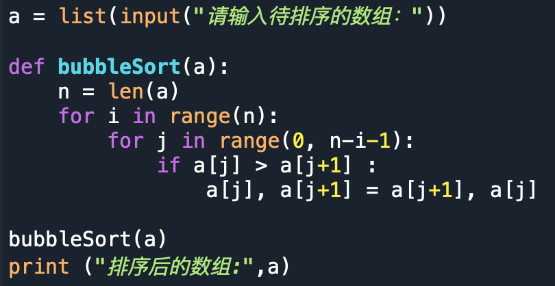 a = list(input("请输入待排序的数组："))
def bubbleSort(a):
    n = len(a)
    for i in range(n):
        for j in range(0, n-i-1):
            if a[j] > a[j+1] :
                a[j], a[j+1] = a[j+1], a[j]
bubbleSort(a)
print ("排序后的数组:",a)